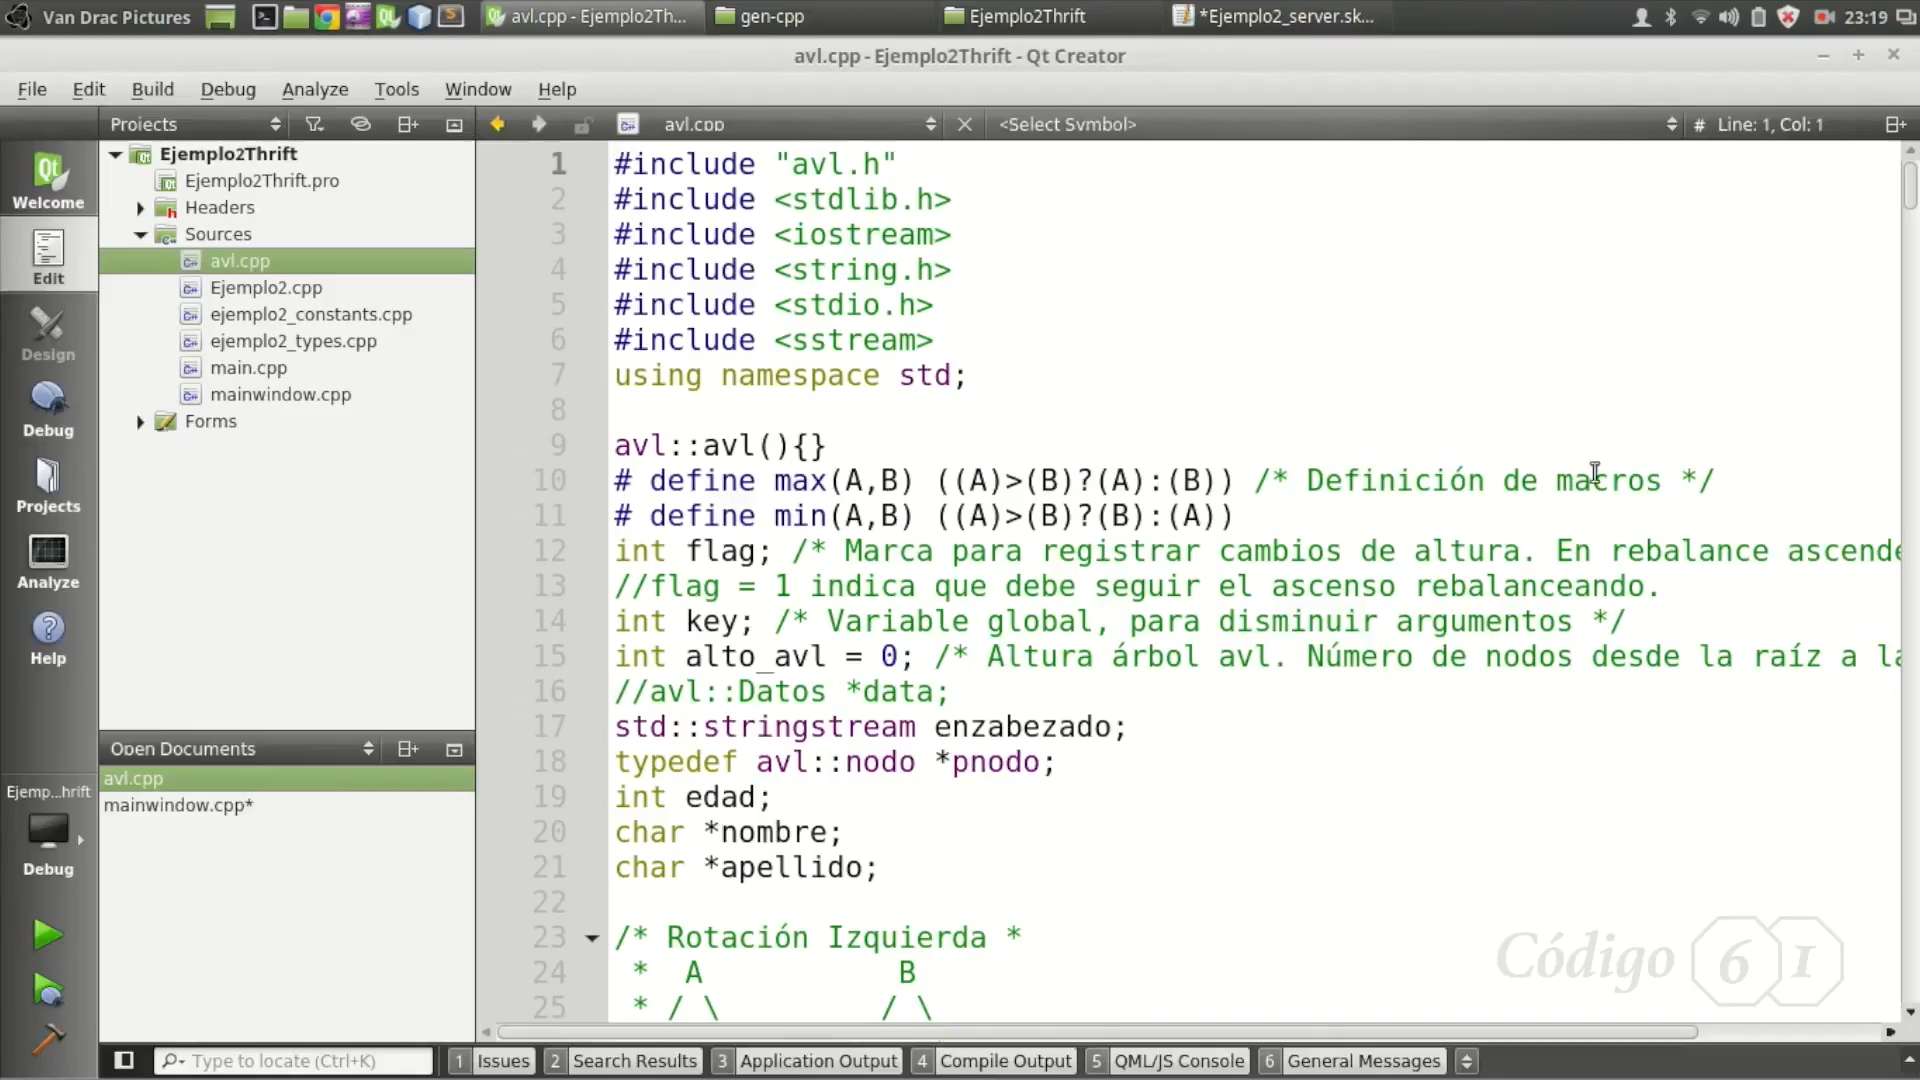 Van Drac Pictures
avl.cpp - Ejemplo2Th...
gen-cpp
Ejemplo2Thrift
*Ejemplo2_server.sk...
23:19
avl.cpp - Ejemplo2Thrift - Qt Creator
File Edit Build Debug Analyze Tools Window Help
Projects
avl.cpp
<Select Symbol>
# Line: 1, Col: 1
Welcome
Edit
Design
Debug
Projects
Analyze
Help
Ejemp...hrift
Debug
Ejemplo2Thrift
Ejemplo2Thrift.pro
Headers
Sources
avl.cpp
Ejemplo2.cpp
ejemplo2_constants.cpp
ejemplo2_types.cpp
main.cpp
mainwindow.cpp
Forms
Open Documents
avl.cpp
mainwindow.cpp*
1 #include "avl.h"
2 #include <stdlib.h>
3 #include <iostream>
4 #include <string.h>
5 #include <stdio.h>
6 #include <sstream>
7 using namespace std;
8
9 avl::avl(){}
10 # define max(A,B) ((A)>(B)?(A):(B)) /* Definición de macros */
11 # define min(A,B) ((A)>(B)?(B):(A))
12 int flag; /* Marca para registrar cambios de altura. En rebalance ascende
13 //flag = 1 indica que debe seguir el ascenso rebalanceando.
14 int key; /* Variable global, para disminuir argumentos */
15 int alto_avl = 0; /* Altura árbol avl. Número de nodos desde la raíz a la
16 //avl::Datos *data;
17 std::stringstream enzabezado;
18 typedef avl::nodo *pnodo;
19 int edad;
20 char *nombre;
21 char *apellido;
22
23 /* Rotación Izquierda *
24 * A B
25 * / \ / \
Código 61
Type to locate (Ctrl+K)
1 Issues 2 Search Results 3 Application Output 4 Compile Output 5 QML/JS Console 6 General Messages